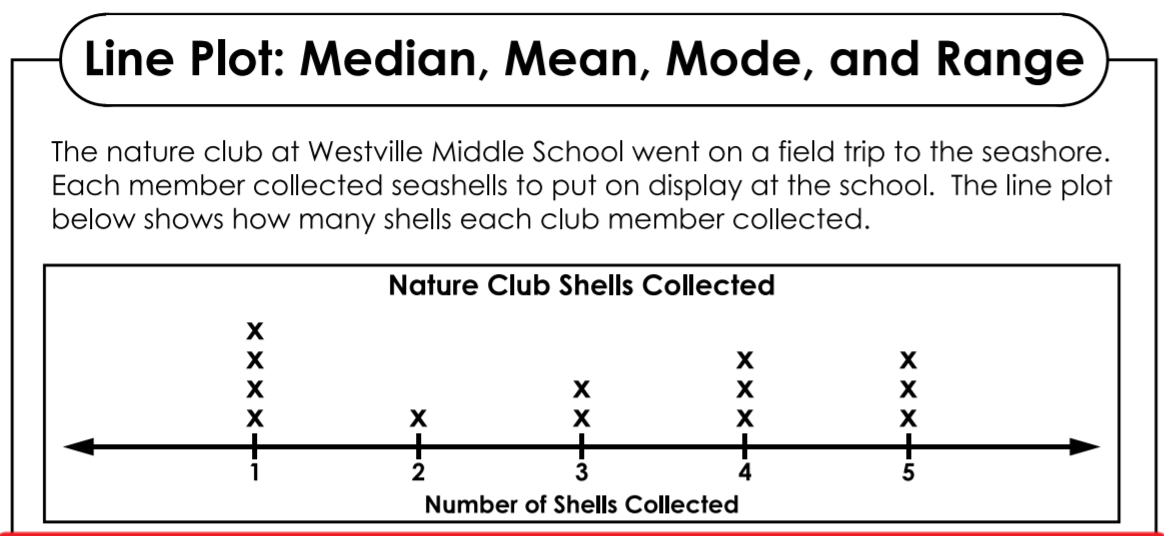 Line Plot: Median, Mean, Mode, and Range
The nature club at Westville Middle School went on a field trip to the seashore.
Each member collected seashells to put on display at the school. The line plot
below shows how many shells each club member collected.
Nature Club Shells Collected
x
x x x
x x x x
x x x x x
1 2 3 4 5
Number of Shells Collected